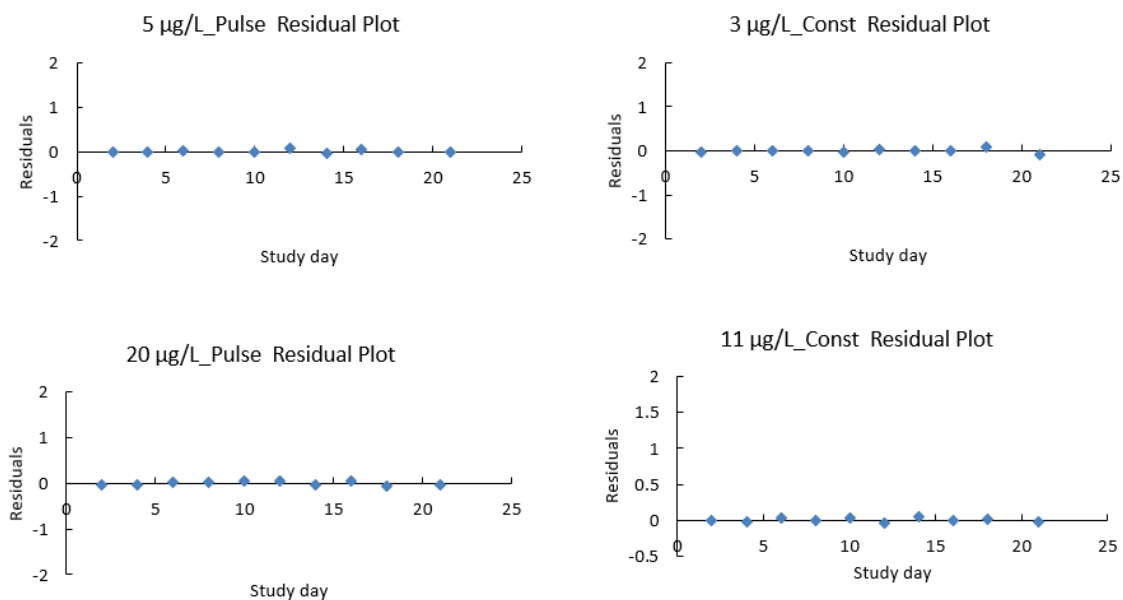 5 µg/L_Pulse Residual Plot
2
1
0
-1
-2
0 5 10 15 20 25
Residuals
Study day
3 µg/L_Const Residual Plot
2
1
0
-1
-2
0 5 10 15 20 25
Residuals
Study day
20 µg/L_Pulse Residual Plot
2
1
0
-1
-2
0 5 10 15 20 25
Residuals
Study day
11 µg/L_Const Residual Plot
2
1.5
1
0.5
0
-0.5
0 5 10 15 20 25
Residuals
Study day